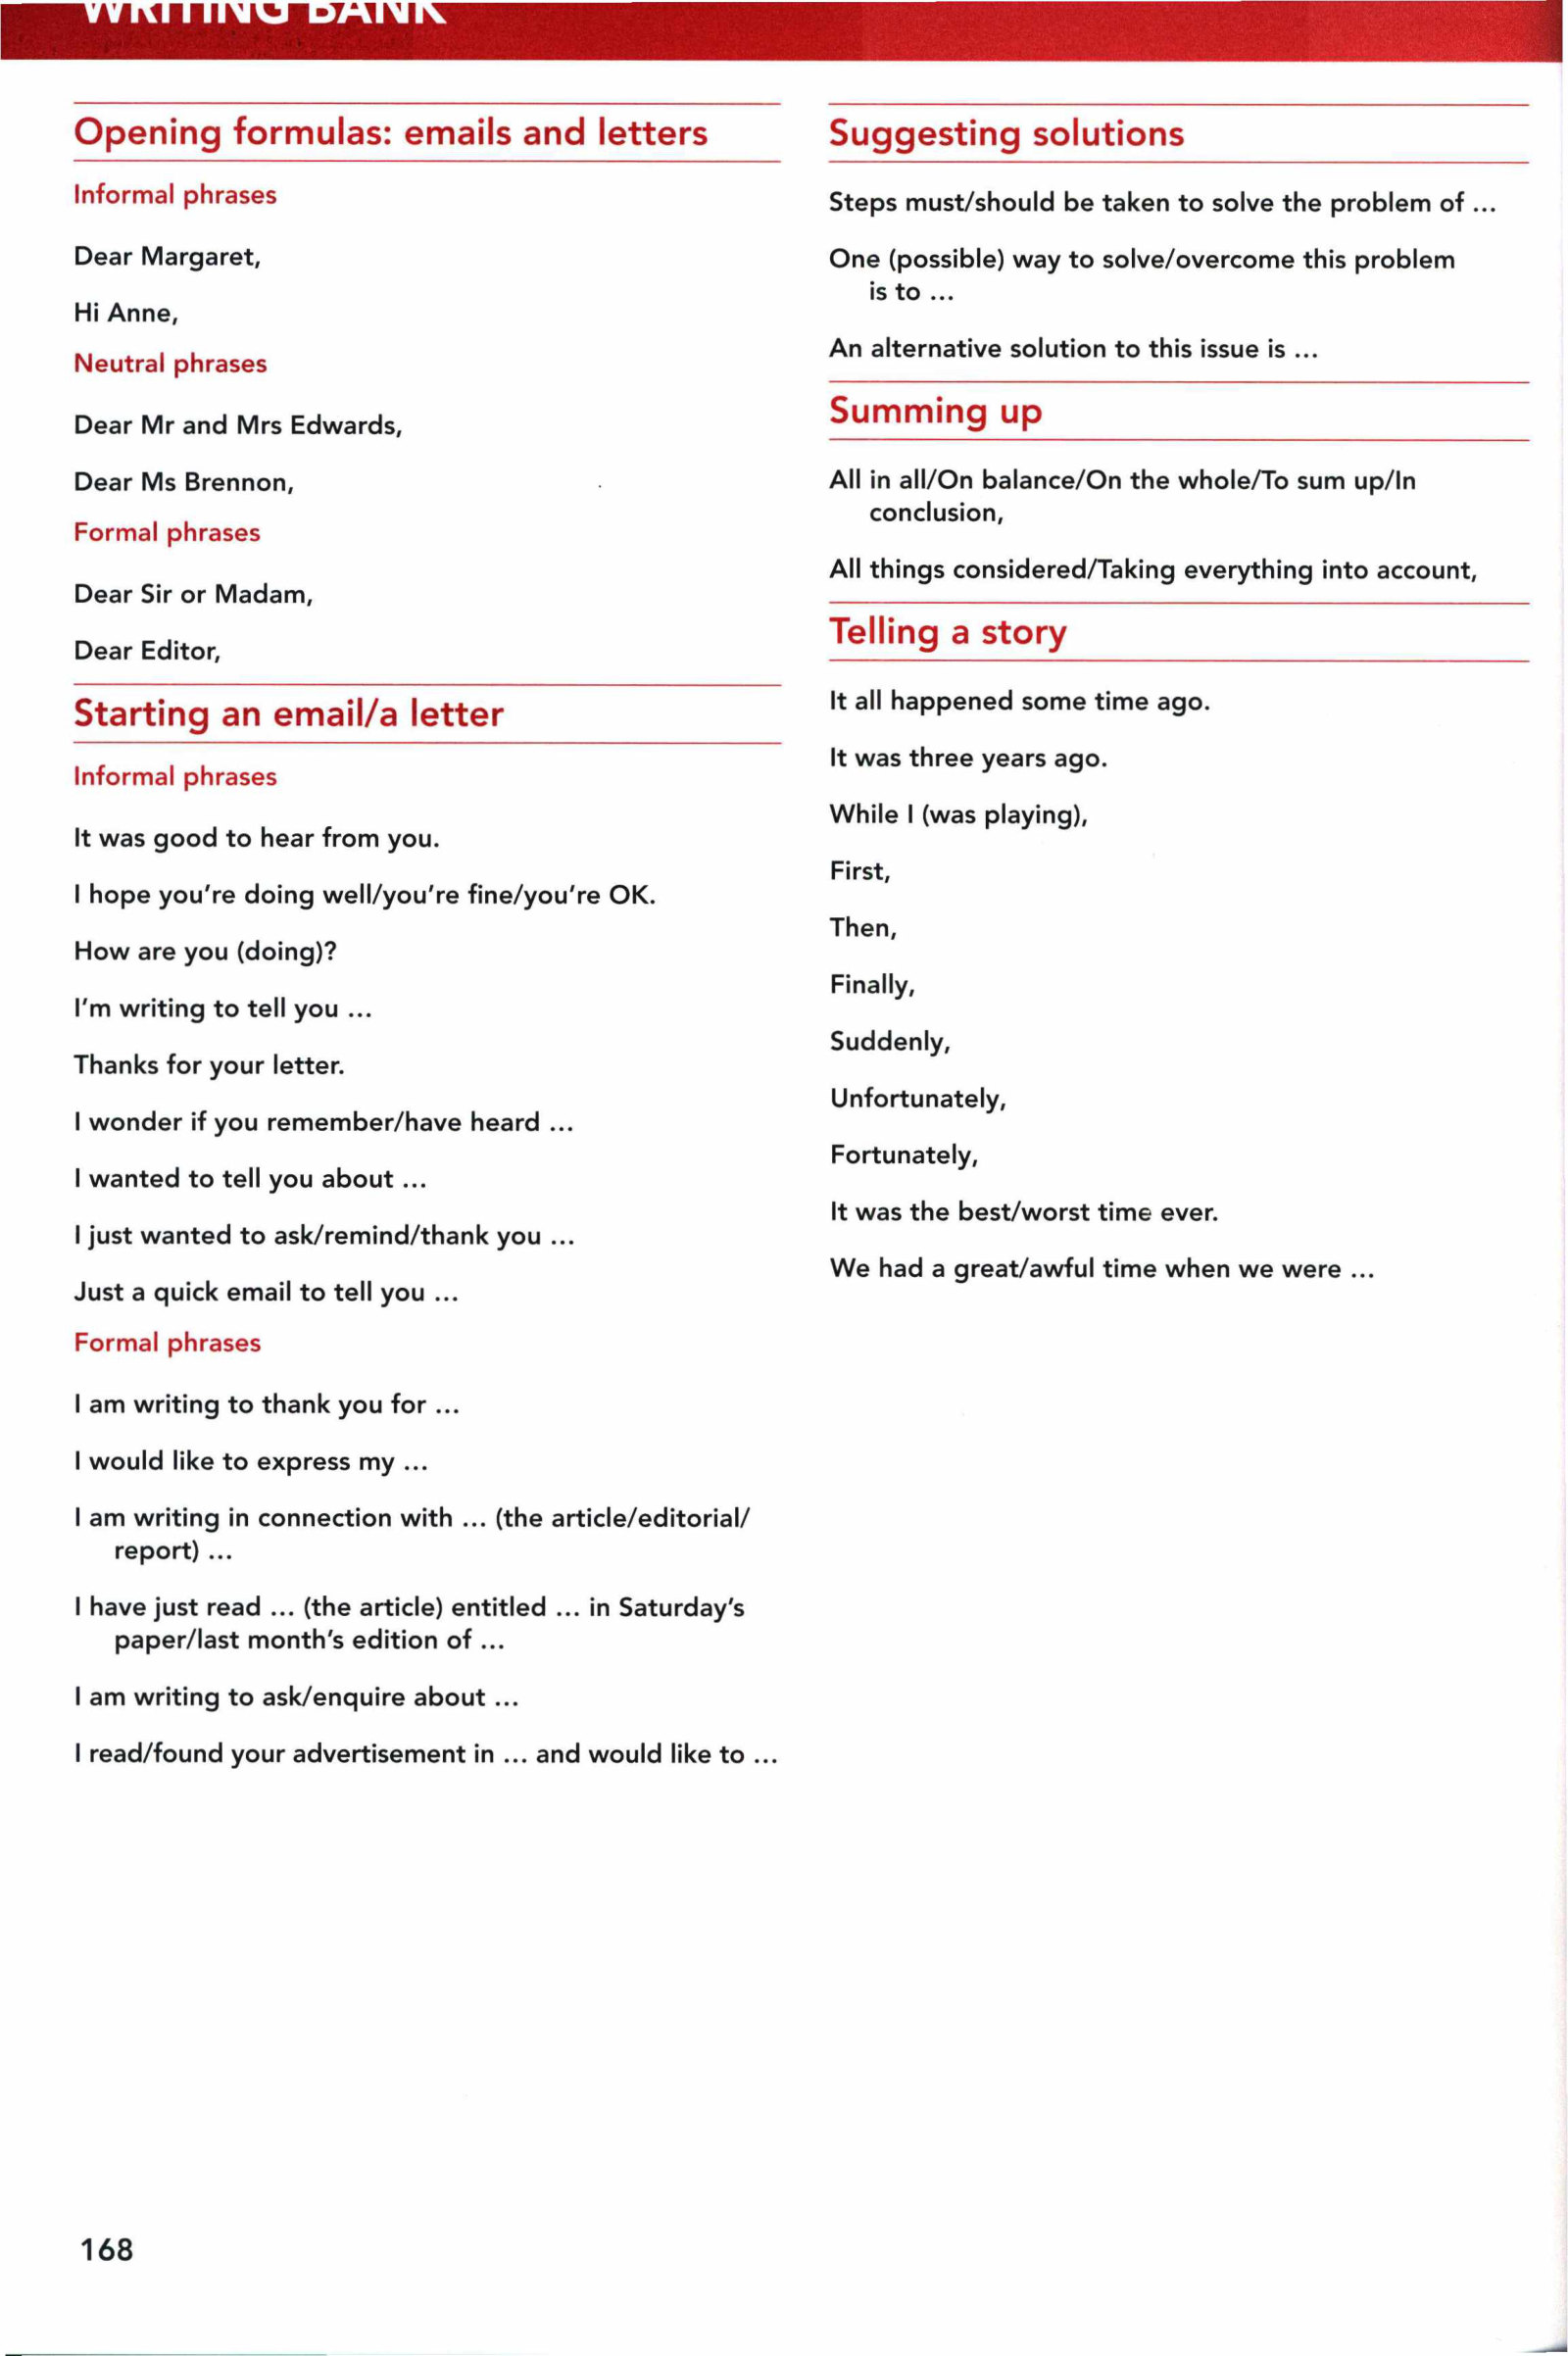 WRITING BANK
Opening formulas: emails and letters
Informal phrases
Dear Margaret,
Hi Anne,
Neutral phrases
Dear Mr and Mrs Edwards,
Dear Ms Brennon,
Formal phrases
Dear Sir or Madam,
Dear Editor,
Starting an email/a letter
Informal phrases
It was good to hear from you.
I hope you're doing well/you're fine/you're OK.
How are you (doing)?
I'm writing to tell you ...
Thanks for your letter.
I wonder if you remember/have heard ...
I wanted to tell you about ...
I just wanted to ask/remind/thank you ...
Just a quick email to tell you ...
Formal phrases
I am writing to thank you for ...
I would like to express my ...
I am writing in connection with ... (the article/editorial/
report) ...
I have just read ... (the article) entitled ... in Saturday's
paper/last month's edition of ...
I am writing to ask/enquire about ...
I read/found your advertisement in ... and would like to ...
Suggesting solutions
Steps must/should be taken to solve the problem of ...
One (possible) way to solve/overcome this problem
is to ...
An alternative solution to this issue is ...
Summing up
All in all/On balance/On the whole/To sum up/In
conclusion,
All things considered/Taking everything into account,
Telling a story
It all happened some time ago.
It was three years ago.
While I (was playing),
First,
Then,
Finally,
Suddenly,
Unfortunately,
Fortunately,
It was the best/worst time ever.
We had a great/awful time when we were ...
168